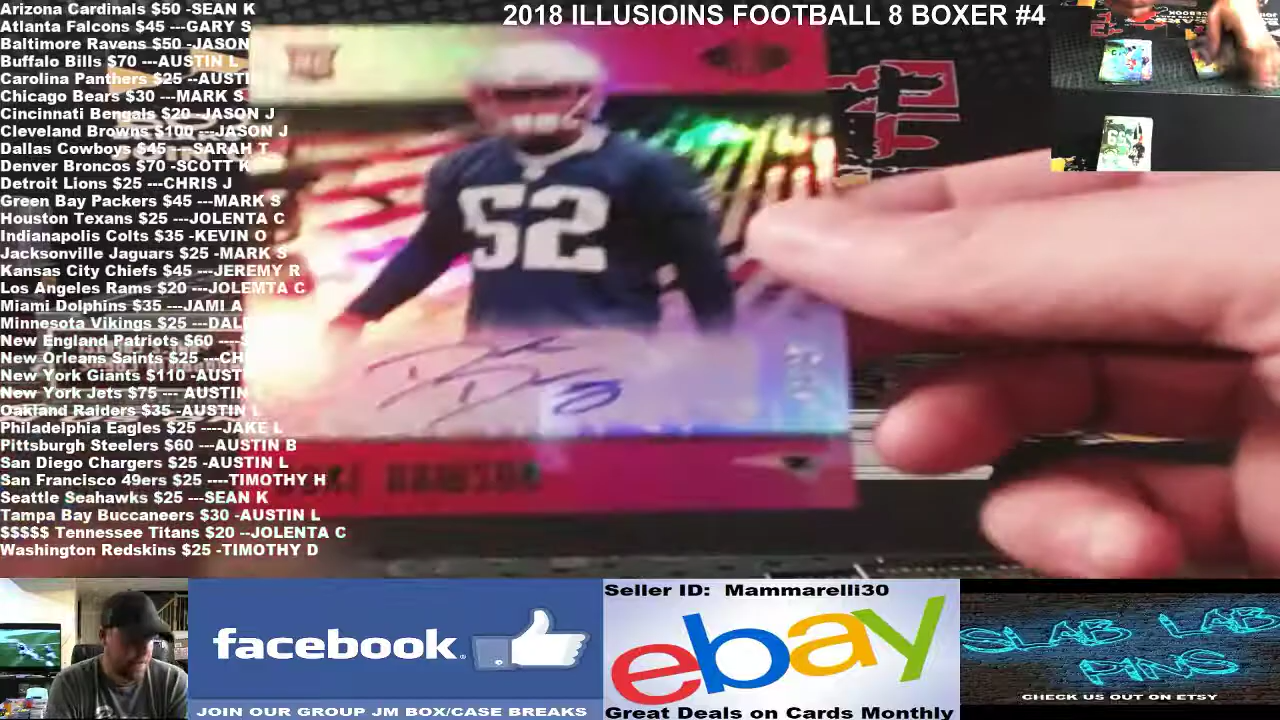 2018 ILLUSIOINS FOOTBALL 8 BOXER #4
Arizona Cardinals $50 -SEAN K
Atlanta Falcons $45 ---GARY S
Baltimore Ravens $50 -JASON
Buffalo Bills $70 ---AUSTIN L
Carolina Panthers $25 --AUSTIN
Chicago Bears $30 ---MARK S
Cincinnati Bengals $20 -JASON J
Cleveland Browns $100 ---JASON J
Dallas Cowboys $45 ----SARAH T
Denver Broncos $70 -SCOTT K
Detroit Lions $25 ---CHRIS J
Green Bay Packers $45 ---MARK S
Houston Texans $25 ---JOLENTA C
Indianapolis Colts $35 -KEVIN O
Jacksonville Jaguars $25 -MARK S
Kansas City Chiefs $45 ---JEREMY R
Los Angeles Rams $20 ---JOLEMTA C
Miami Dolphins $35 ---JAMI A
Minnesota Vikings $25 ---DAL
New England Patriots $60 ----S
New Orleans Saints $25 ---CH
New York Giants $110 -AUST
New York Jets $75 --- AUSTIN
Oakland Raiders $35 -AUSTIN L
Philadelphia Eagles $25 ----JAKE L
Pittsburgh Steelers $60 ---AUSTIN B
San Diego Chargers $25 -AUSTIN L
San Francisco 49ers $25 ----TIMOTHY H
Seattle Seahawks $25 ---SEAN K
Tampa Bay Buccaneers $30 -AUSTIN L
$$$$$ Tennessee Titans $20 --JOLENTA C
Washington Redskins $25 -TIMOTHY D
52
facebook
JOIN OUR GROUP JM BOX/CASE BREAKS
Seller ID: Mammarelli30
ebay
Great Deals on Cards Monthly
SLAB LAB
PINS
CHECK US OUT ON ETSY